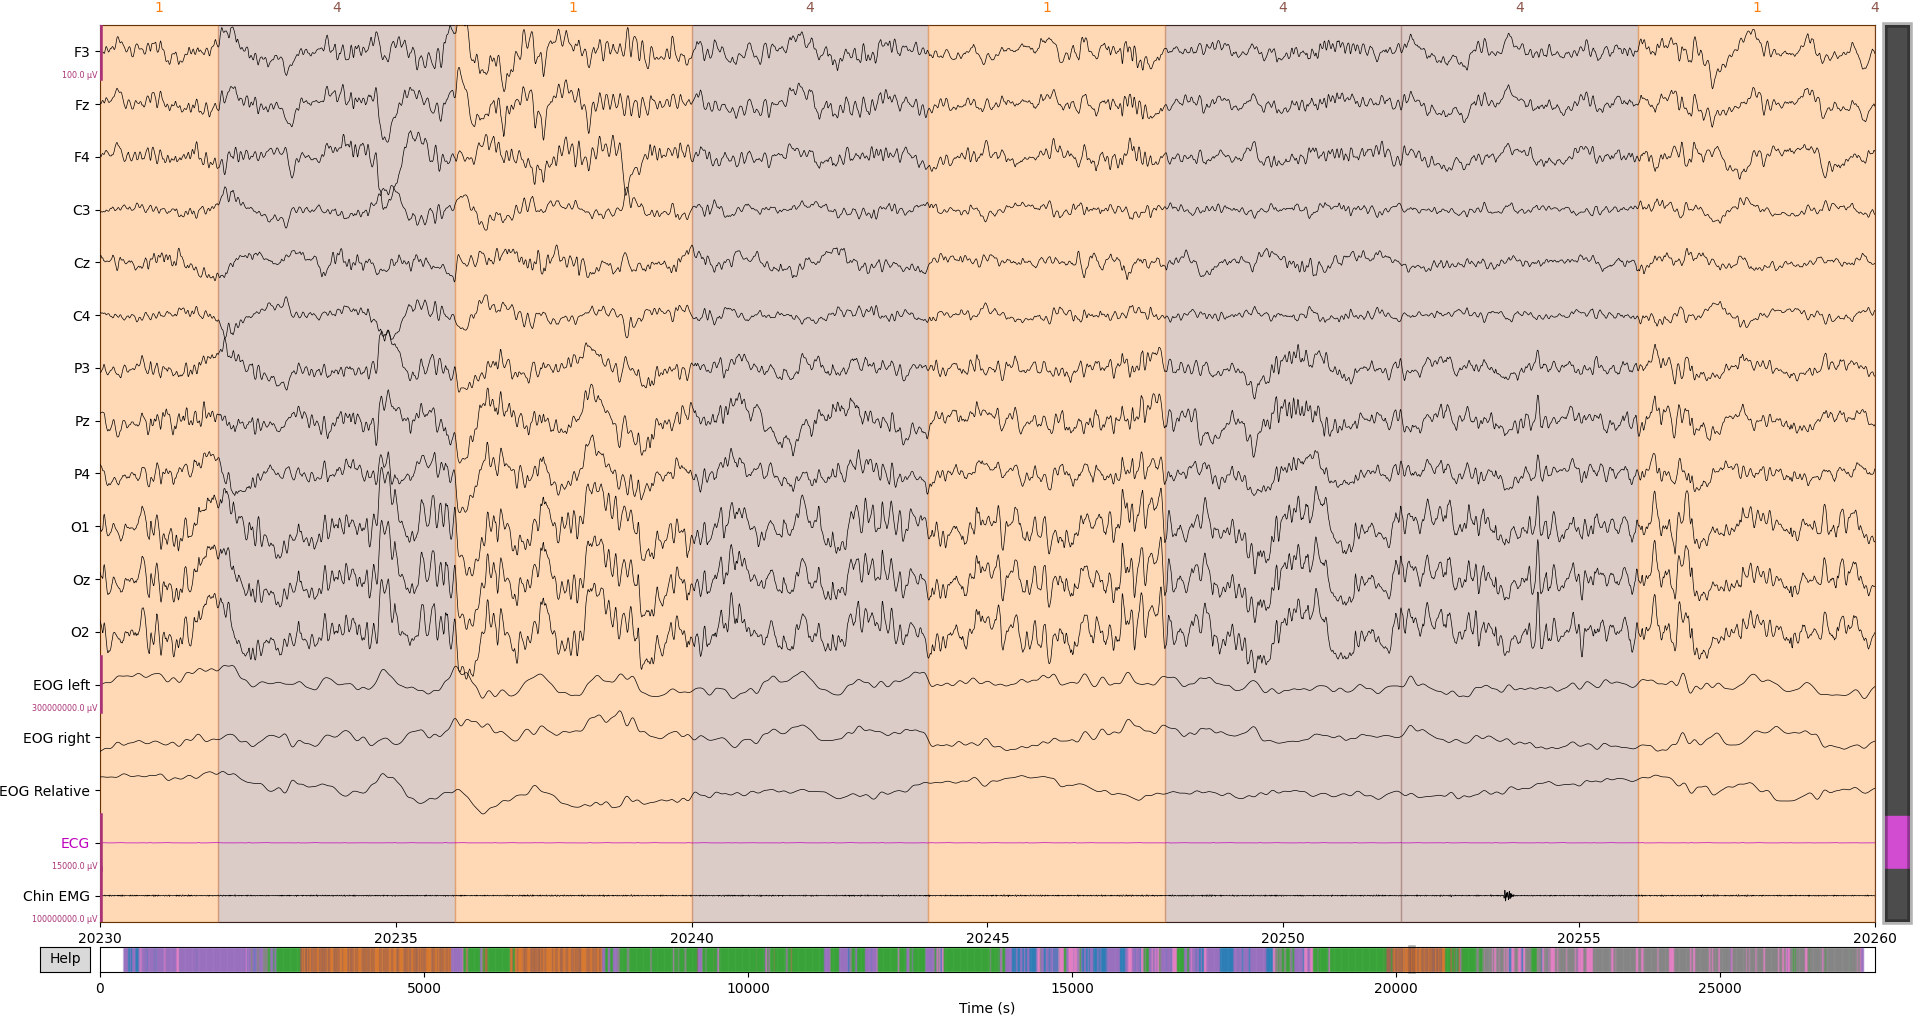 1 4 1 4 1 4 4 1 4
F3
100.0 µV
Fz
F4
C3
Cz
C4
P3
Pz
P4
O1
Oz
O2
EOG left
300000000.0 µV
EOG right
EOG Relative
ECG
15000.0 µV
Chin EMG
100000000.0 µV
20230 20235 20240 20245 20250 20255 20260
Help
0 5000 10000 15000 20000 25000
Time (s)